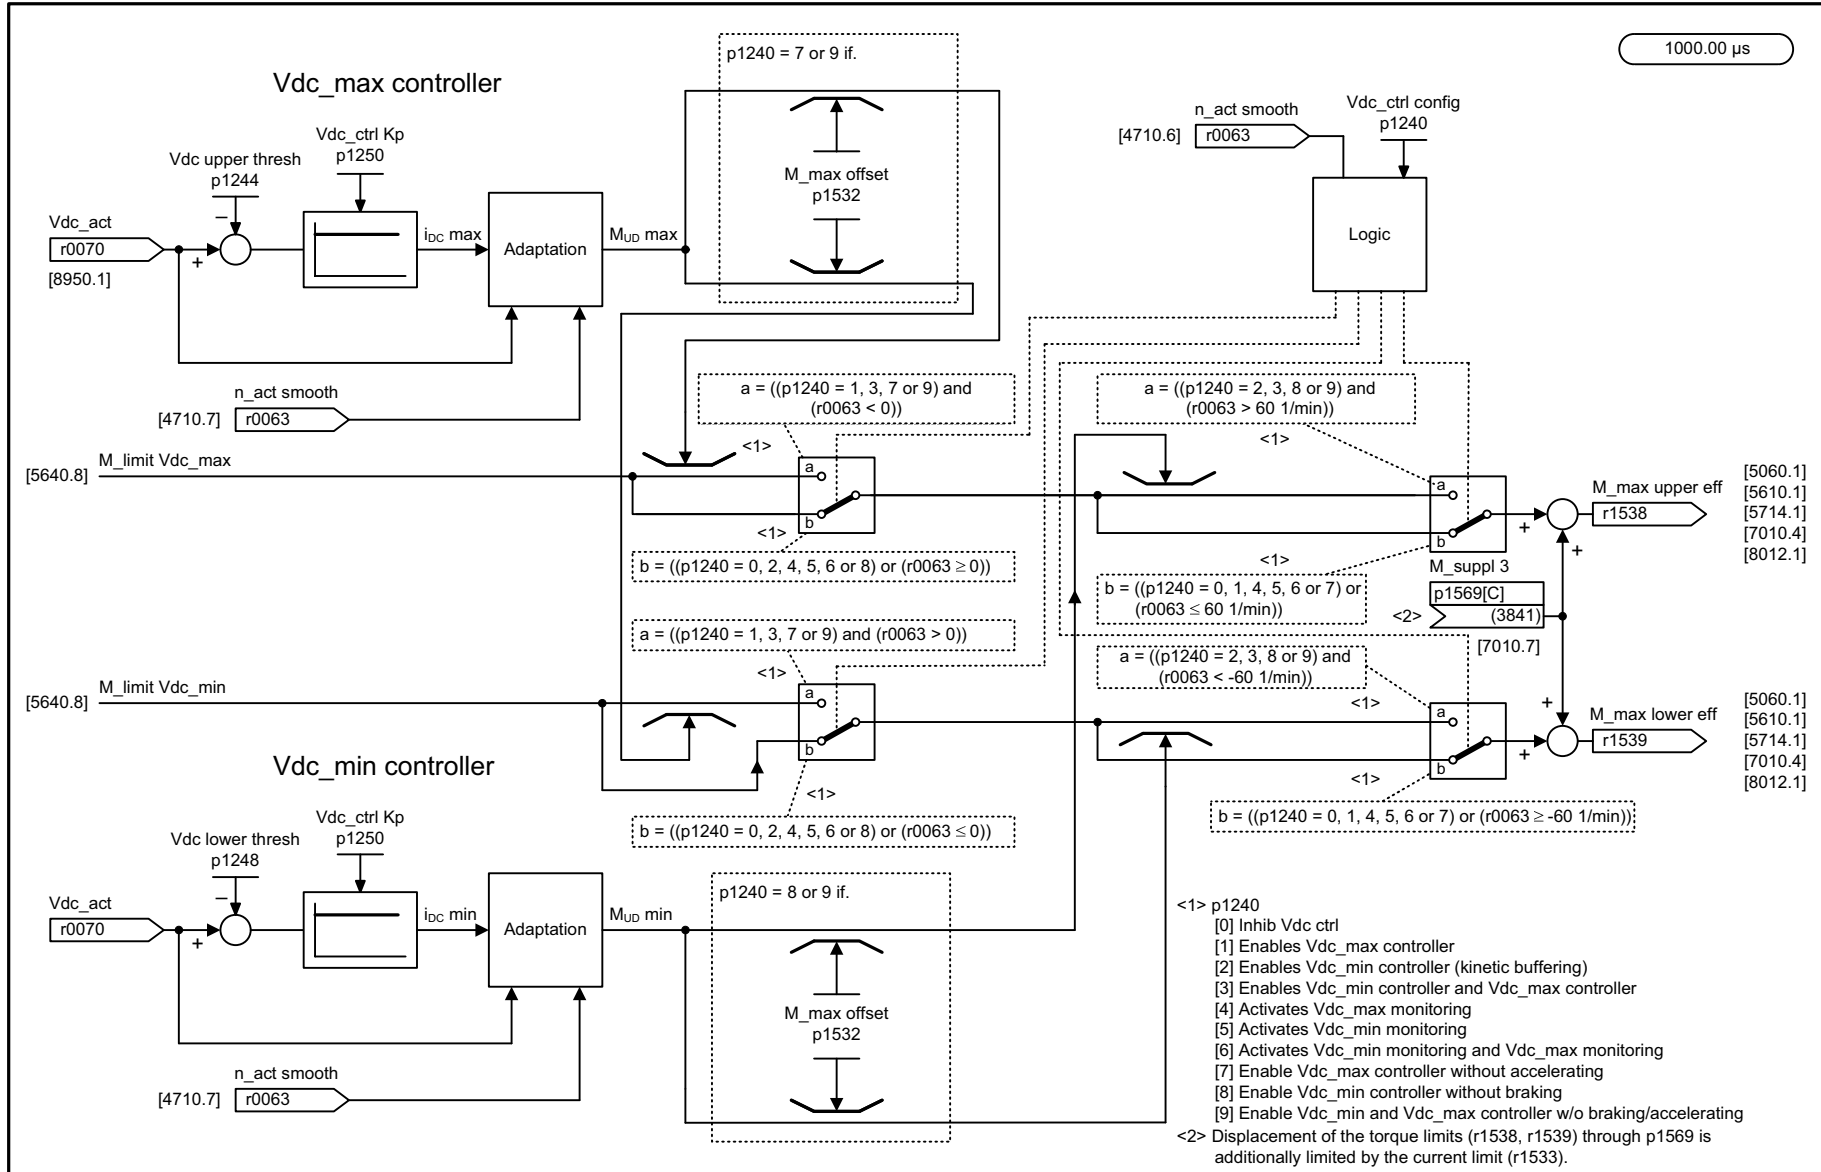 p1240 = 7 or 9 if.
1000.00 µs
Vdc_max controller
n_act smooth
Vdc_ctrl config
p1240
[4710.6]
r0063
Vdc_ctrl Kp
p1250
Vdc upper thresh
p1244
M_max offset
p1532
–
Vdc_act
r0070
+
[8950.1]
iDC max
Adaptation
MUD max
Logic
n_act smooth
[4710.7]
r0063
a = ((p1240 = 1, 3, 7 or 9) and
(r0063 < 0))
a = ((p1240 = 2, 3, 8 or 9) and
(r0063 > 60 1/min))
<1>
<1>
[5640.8]
M_limit Vdc_max
a
b
<1>
b = ((p1240 = 0, 2, 4, 5, 6 or 8) or (r0063 ≥ 0))
a
b
<1>
+
+
M_max upper eff
r1538
[5060.1]
[5610.1]
[5714.1]
[7010.4]
[8012.1]
b = ((p1240 = 0, 1, 4, 5, 6 or 7) or
(r0063 ≤ 60 1/min))
M_suppl 3
p1569[C]
(3841)
<2>
[7010.7]
a = ((p1240 = 1, 3, 7 or 9) and (r0063 > 0))
<1>
a = ((p1240 = 2, 3, 8 or 9) and
(r0063 < -60 1/min))
<1>
[5640.8]
M_limit Vdc_min
a
b
<1>
b = ((p1240 = 0, 2, 4, 5, 6 or 8) or (r0063 ≤ 0))
a
b
<1>
+
+
M_max lower eff
r1539
[5060.1]
[5610.1]
[5714.1]
[7010.4]
[8012.1]
b = ((p1240 = 0, 1, 4, 5, 6 or 7) or (r0063 ≥ -60 1/min))
Vdc_min controller
Vdc_ctrl Kp
p1250
Vdc lower thresh
p1248
–
Vdc_act
r0070
+
iDC min
Adaptation
MUD min
p1240 = 8 or 9 if.
M_max offset
p1532
n_act smooth
[4710.7]
r0063
<1> p1240
[0] Inhib Vdc ctrl
[1] Enables Vdc_max controller
[2] Enables Vdc_min controller (kinetic buffering)
[3] Enables Vdc_min controller and Vdc_max controller
[4] Activates Vdc_max monitoring
[5] Activates Vdc_min monitoring
[6] Activates Vdc_min monitoring and Vdc_max monitoring
[7] Enable Vdc_max controller without accelerating
[8] Enable Vdc_min controller without braking
[9] Enable Vdc_min and Vdc_max controller w/o braking/accelerating
<2> Displacement of the torque limits (r1538, r1539) through p1569 is
additionally limited by the current limit (r1533).